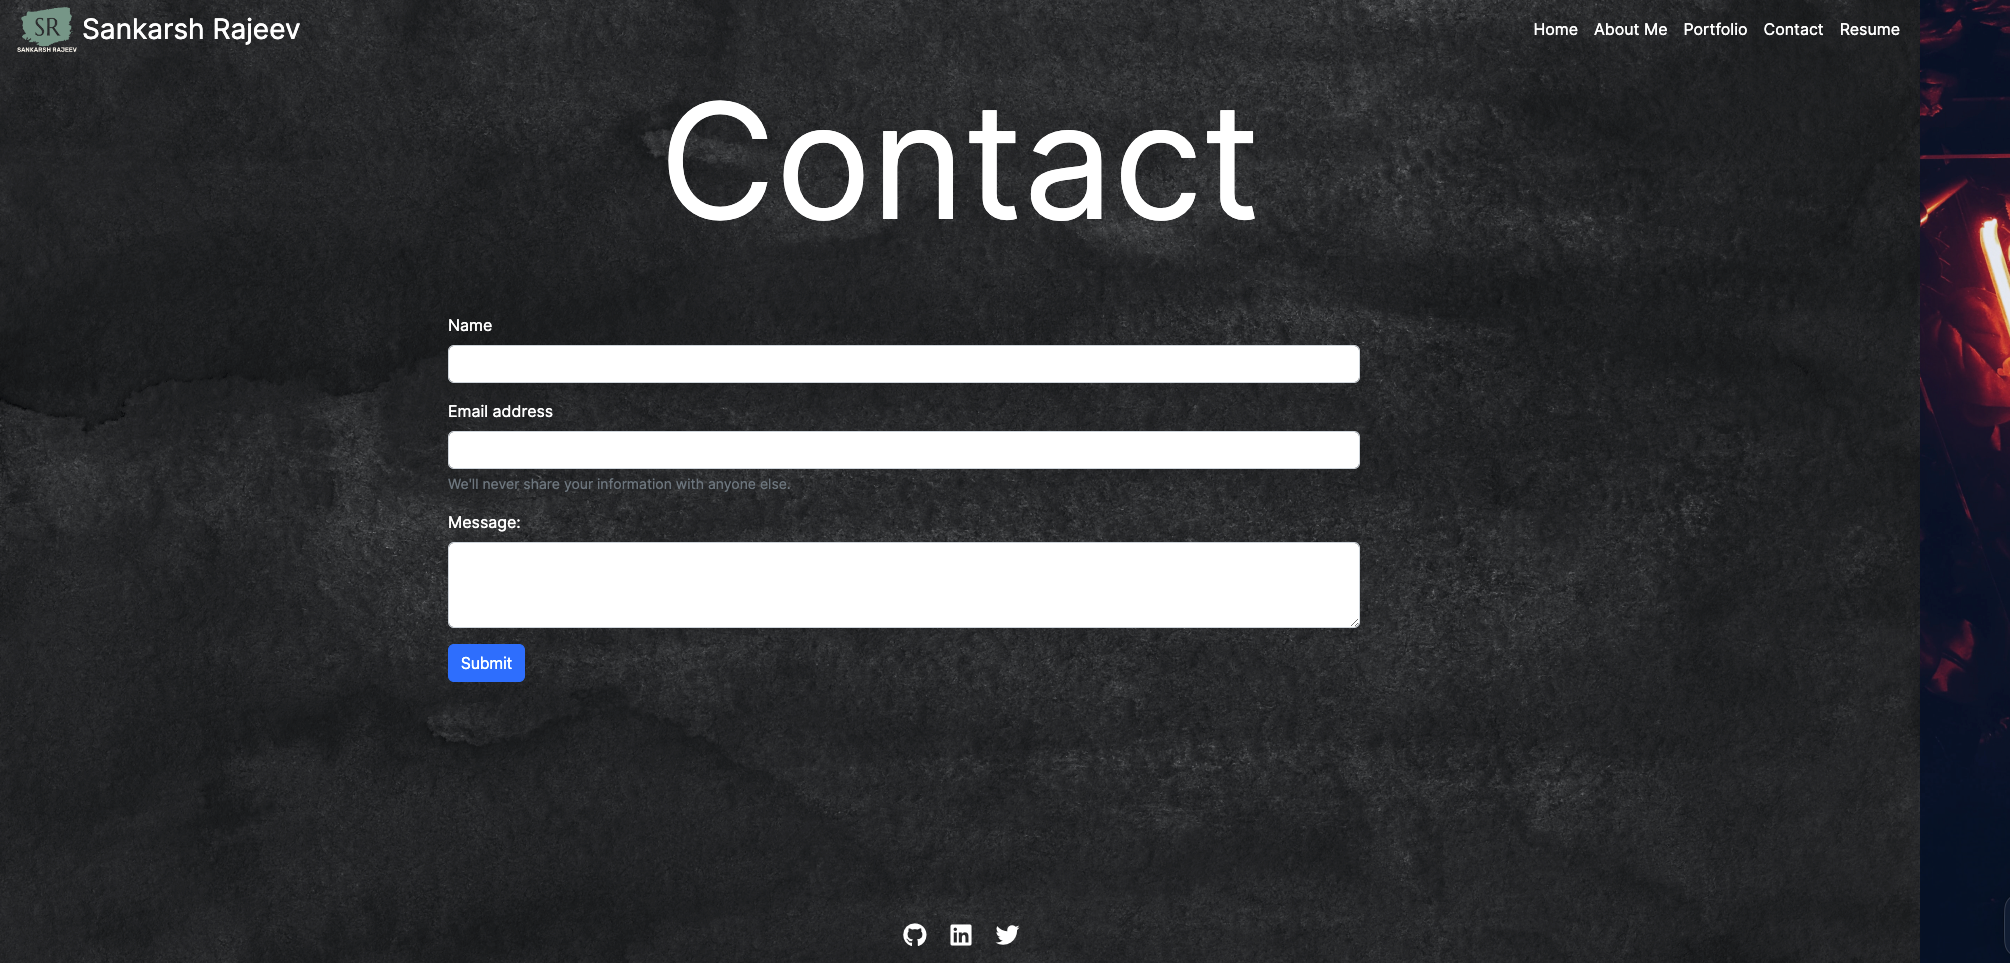 SR
SANKARSH RAJEEV
Sankarsh Rajeev
Home About Me Portfolio Contact Resume
Contact
Name
Email address
We'll never share your information with anyone else.
Message:
Submit
in